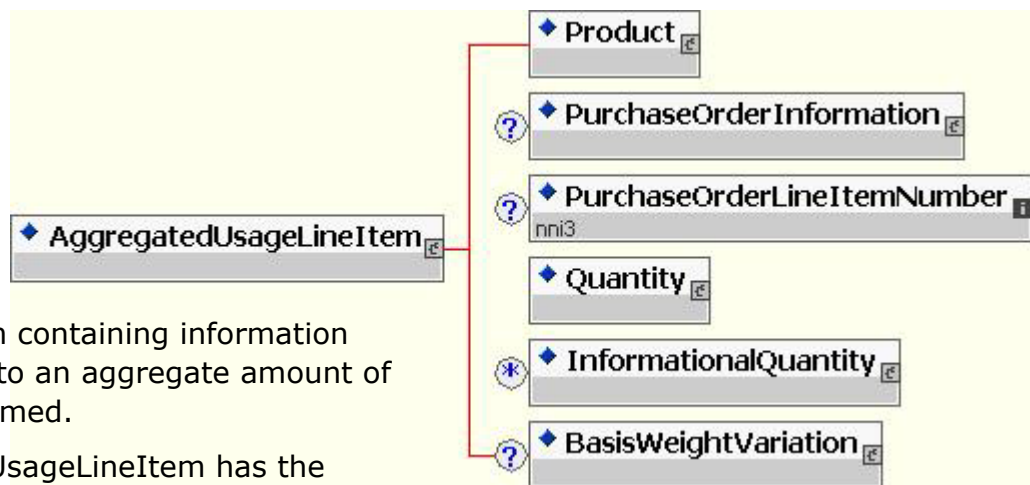 Product
PurchaseOrderInformation
PurchaseOrderLineItemNumber
nni3
AggregatedUsageLineItem
Quantity
containing information
to an aggregate amount of
InformationalQuantity
med.
BasisWeightVariation
UsageLineItem has the